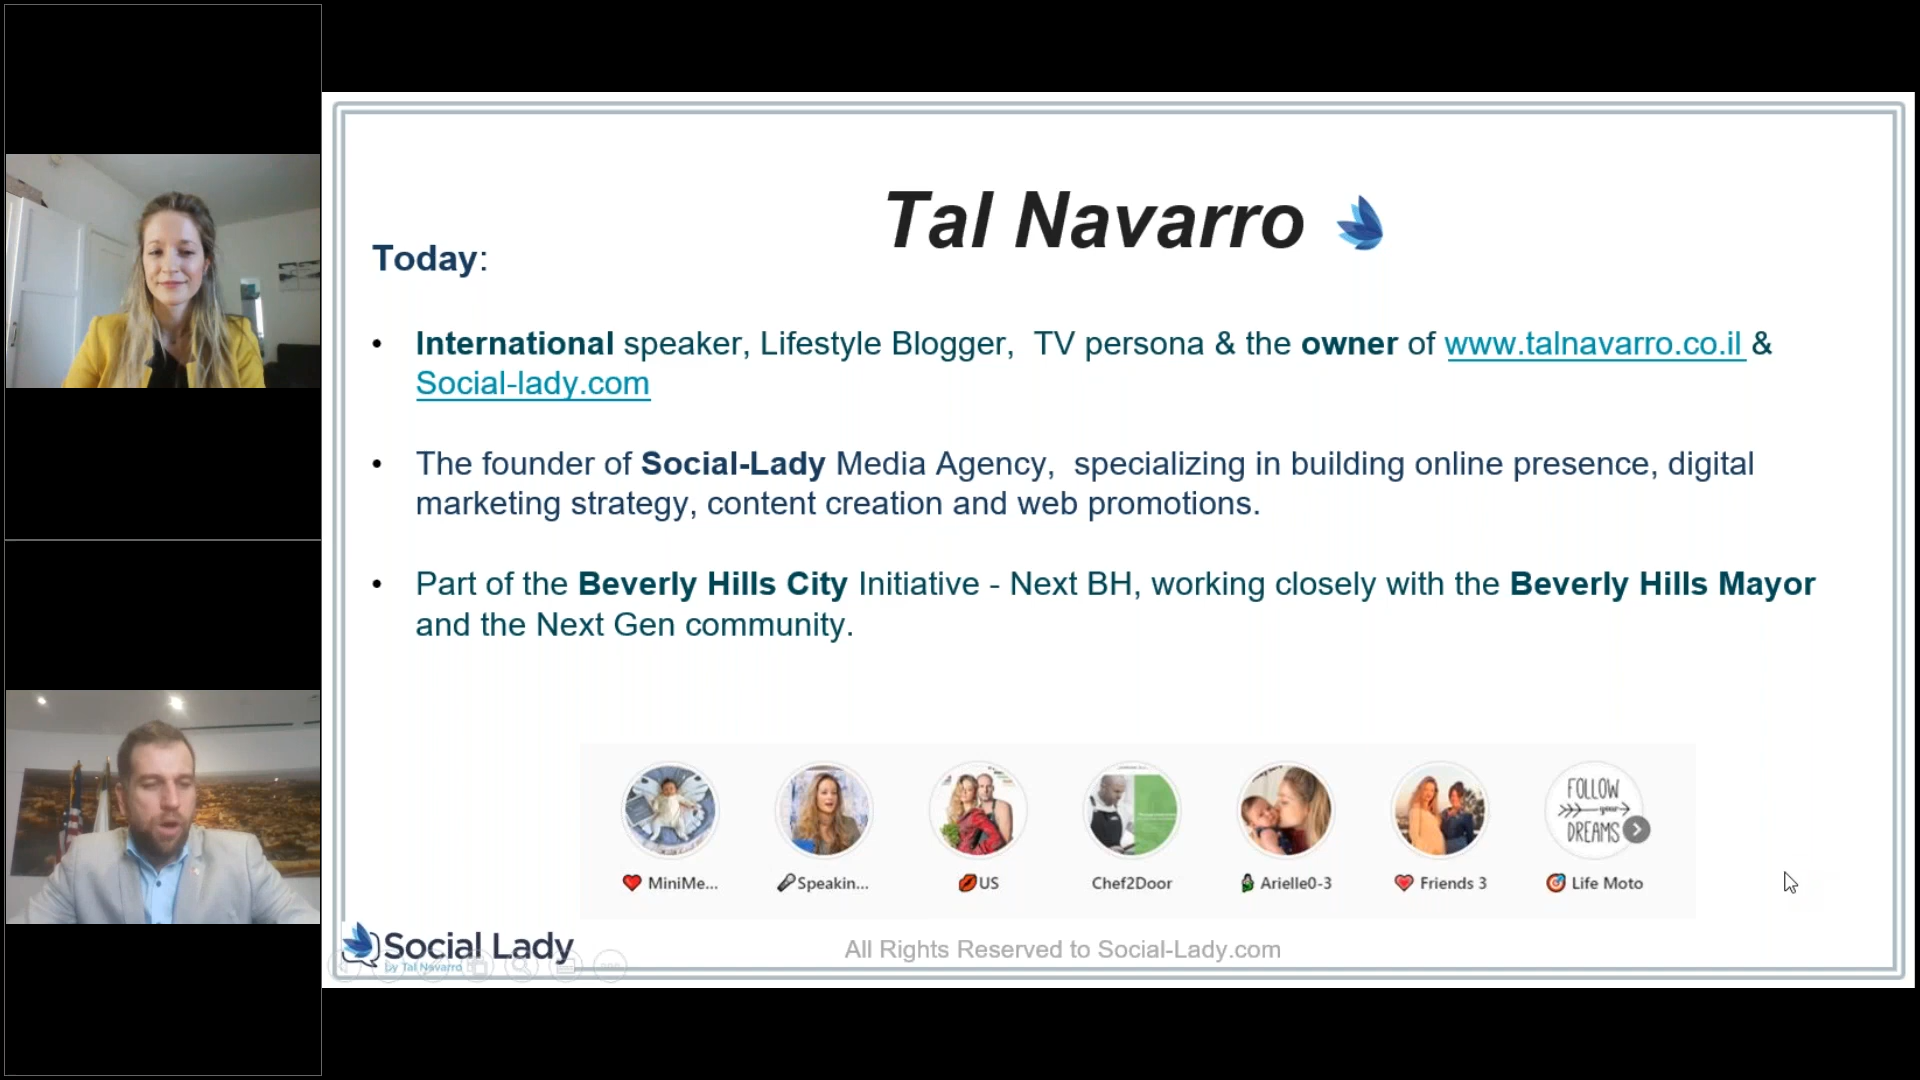 Tal Navarro
Today:
• International speaker, Lifestyle Blogger,  TV persona & the owner of www.talnavarro.co.il &
Social-lady.com
• The founder of Social-Lady Media Agency,  specializing in building online presence, digital
marketing strategy, content creation and web promotions.
• Part of the Beverly Hills City Initiative - Next BH, working closely with the Beverly Hills Mayor
and the Next Gen community.
FOLLOW
your
DREAMS
❤️ MiniMe... 🎤Speakin... 💋US Chef2Door Arielle0-3 💗 Friends 3 🎯 Life Moto
Social Lady
by Tal Navarro
All Rights Reserved to Social-Lady.com